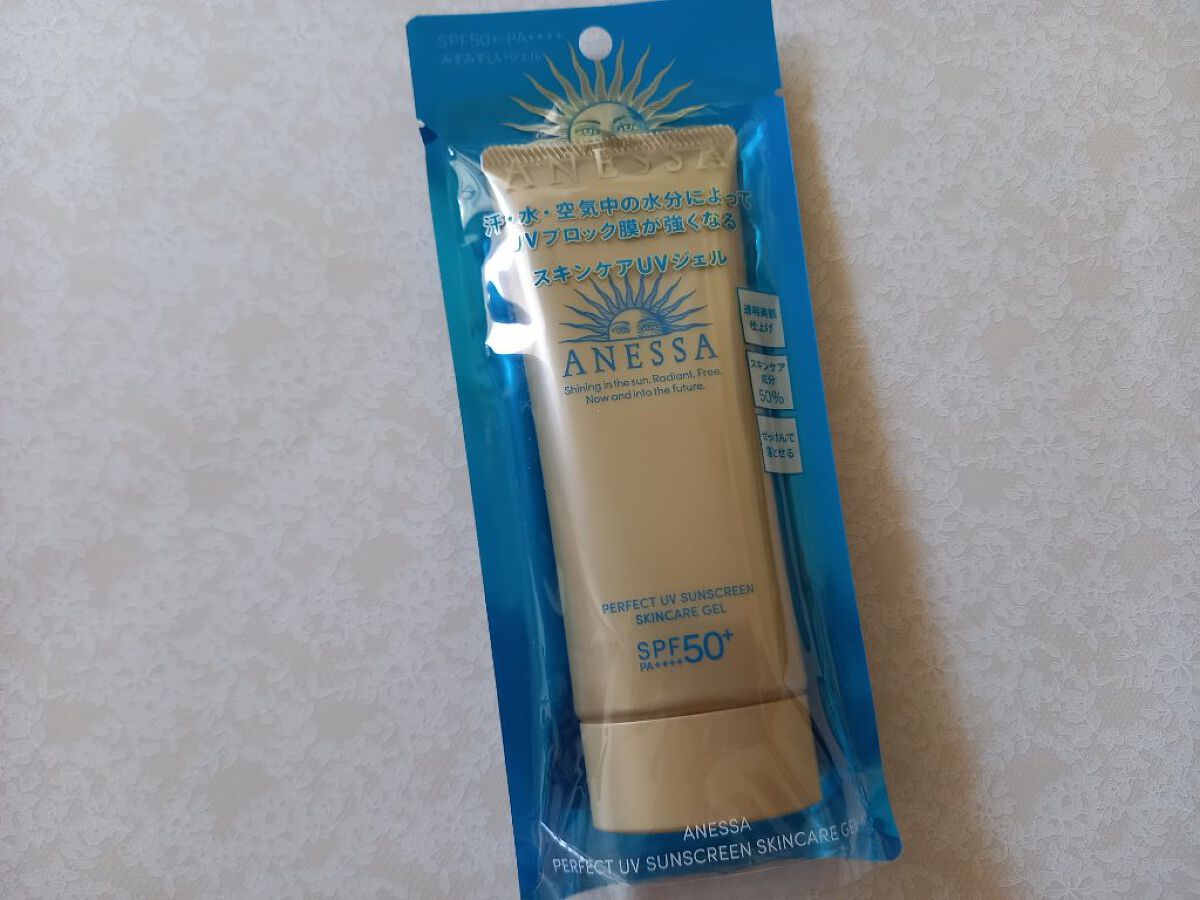 SPF50+ PA++++
みずみずしいジェル
ANESSA
汗・水・空気中の水分によって
UVブロック膜が強くなる
スキンケアUVジェル
ANESSA
Shining in the sun. Radiant. Free.
Now and into the future.
透明美肌
仕上げ
スキンケア
成分
50%
せっけんで
落とせる
PERFECT UV SUNSCREEN
SKINCARE GEL
SPF50+
PA++++
ANESSA
PERFECT UV SUNSCREEN SKINCARE GEL